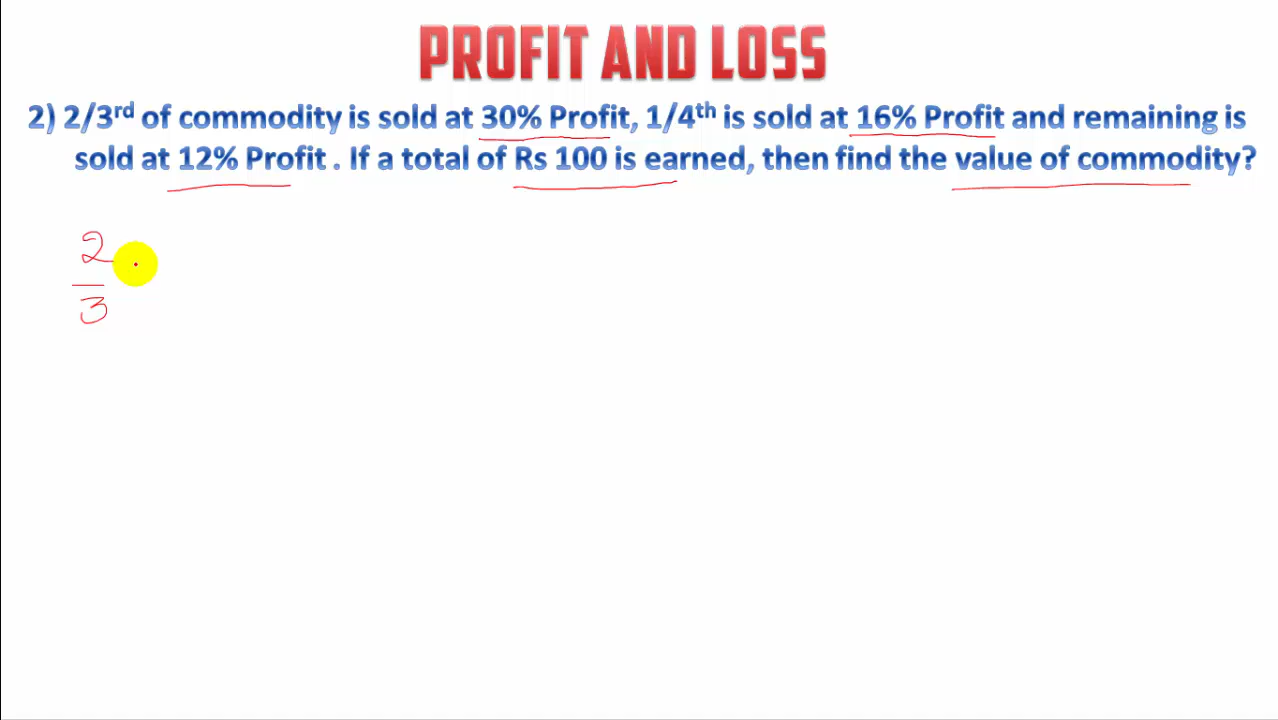 PROFIT AND LOSS
2) 2/3rd of commodity is sold at 30% Profit, 1/4th is sold at 16% Profit and remaining is
sold at 12% Profit . If a total of Rs 100 is earned, then find the value of commodity?
2
3